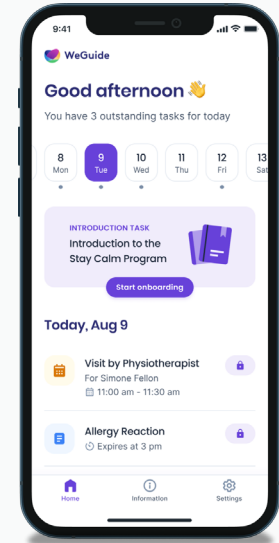 9:41
WeGuide
Good afternoon 👋
You have 3 outstanding tasks for today
8 9 10 11 12 13
Mon Tue Wed Thu Fri Sat
INTRODUCTION TASK
Introduction to the
Stay Calm Program
Start onboarding
Today, Aug 9
Visit by Physiotherapist
For Simone Fellon
11:00 am - 11:30 am
Allergy Reaction
Expires at 3 pm
Home Information Settings